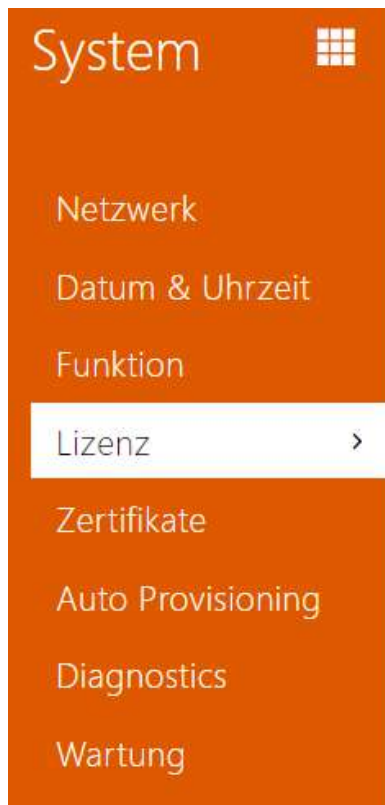 System
Netzwerk
Datum & Uhrzeit
Funktion
Lizenz
Zertifikate
Auto Provisioning
Diagnostics
Wartung